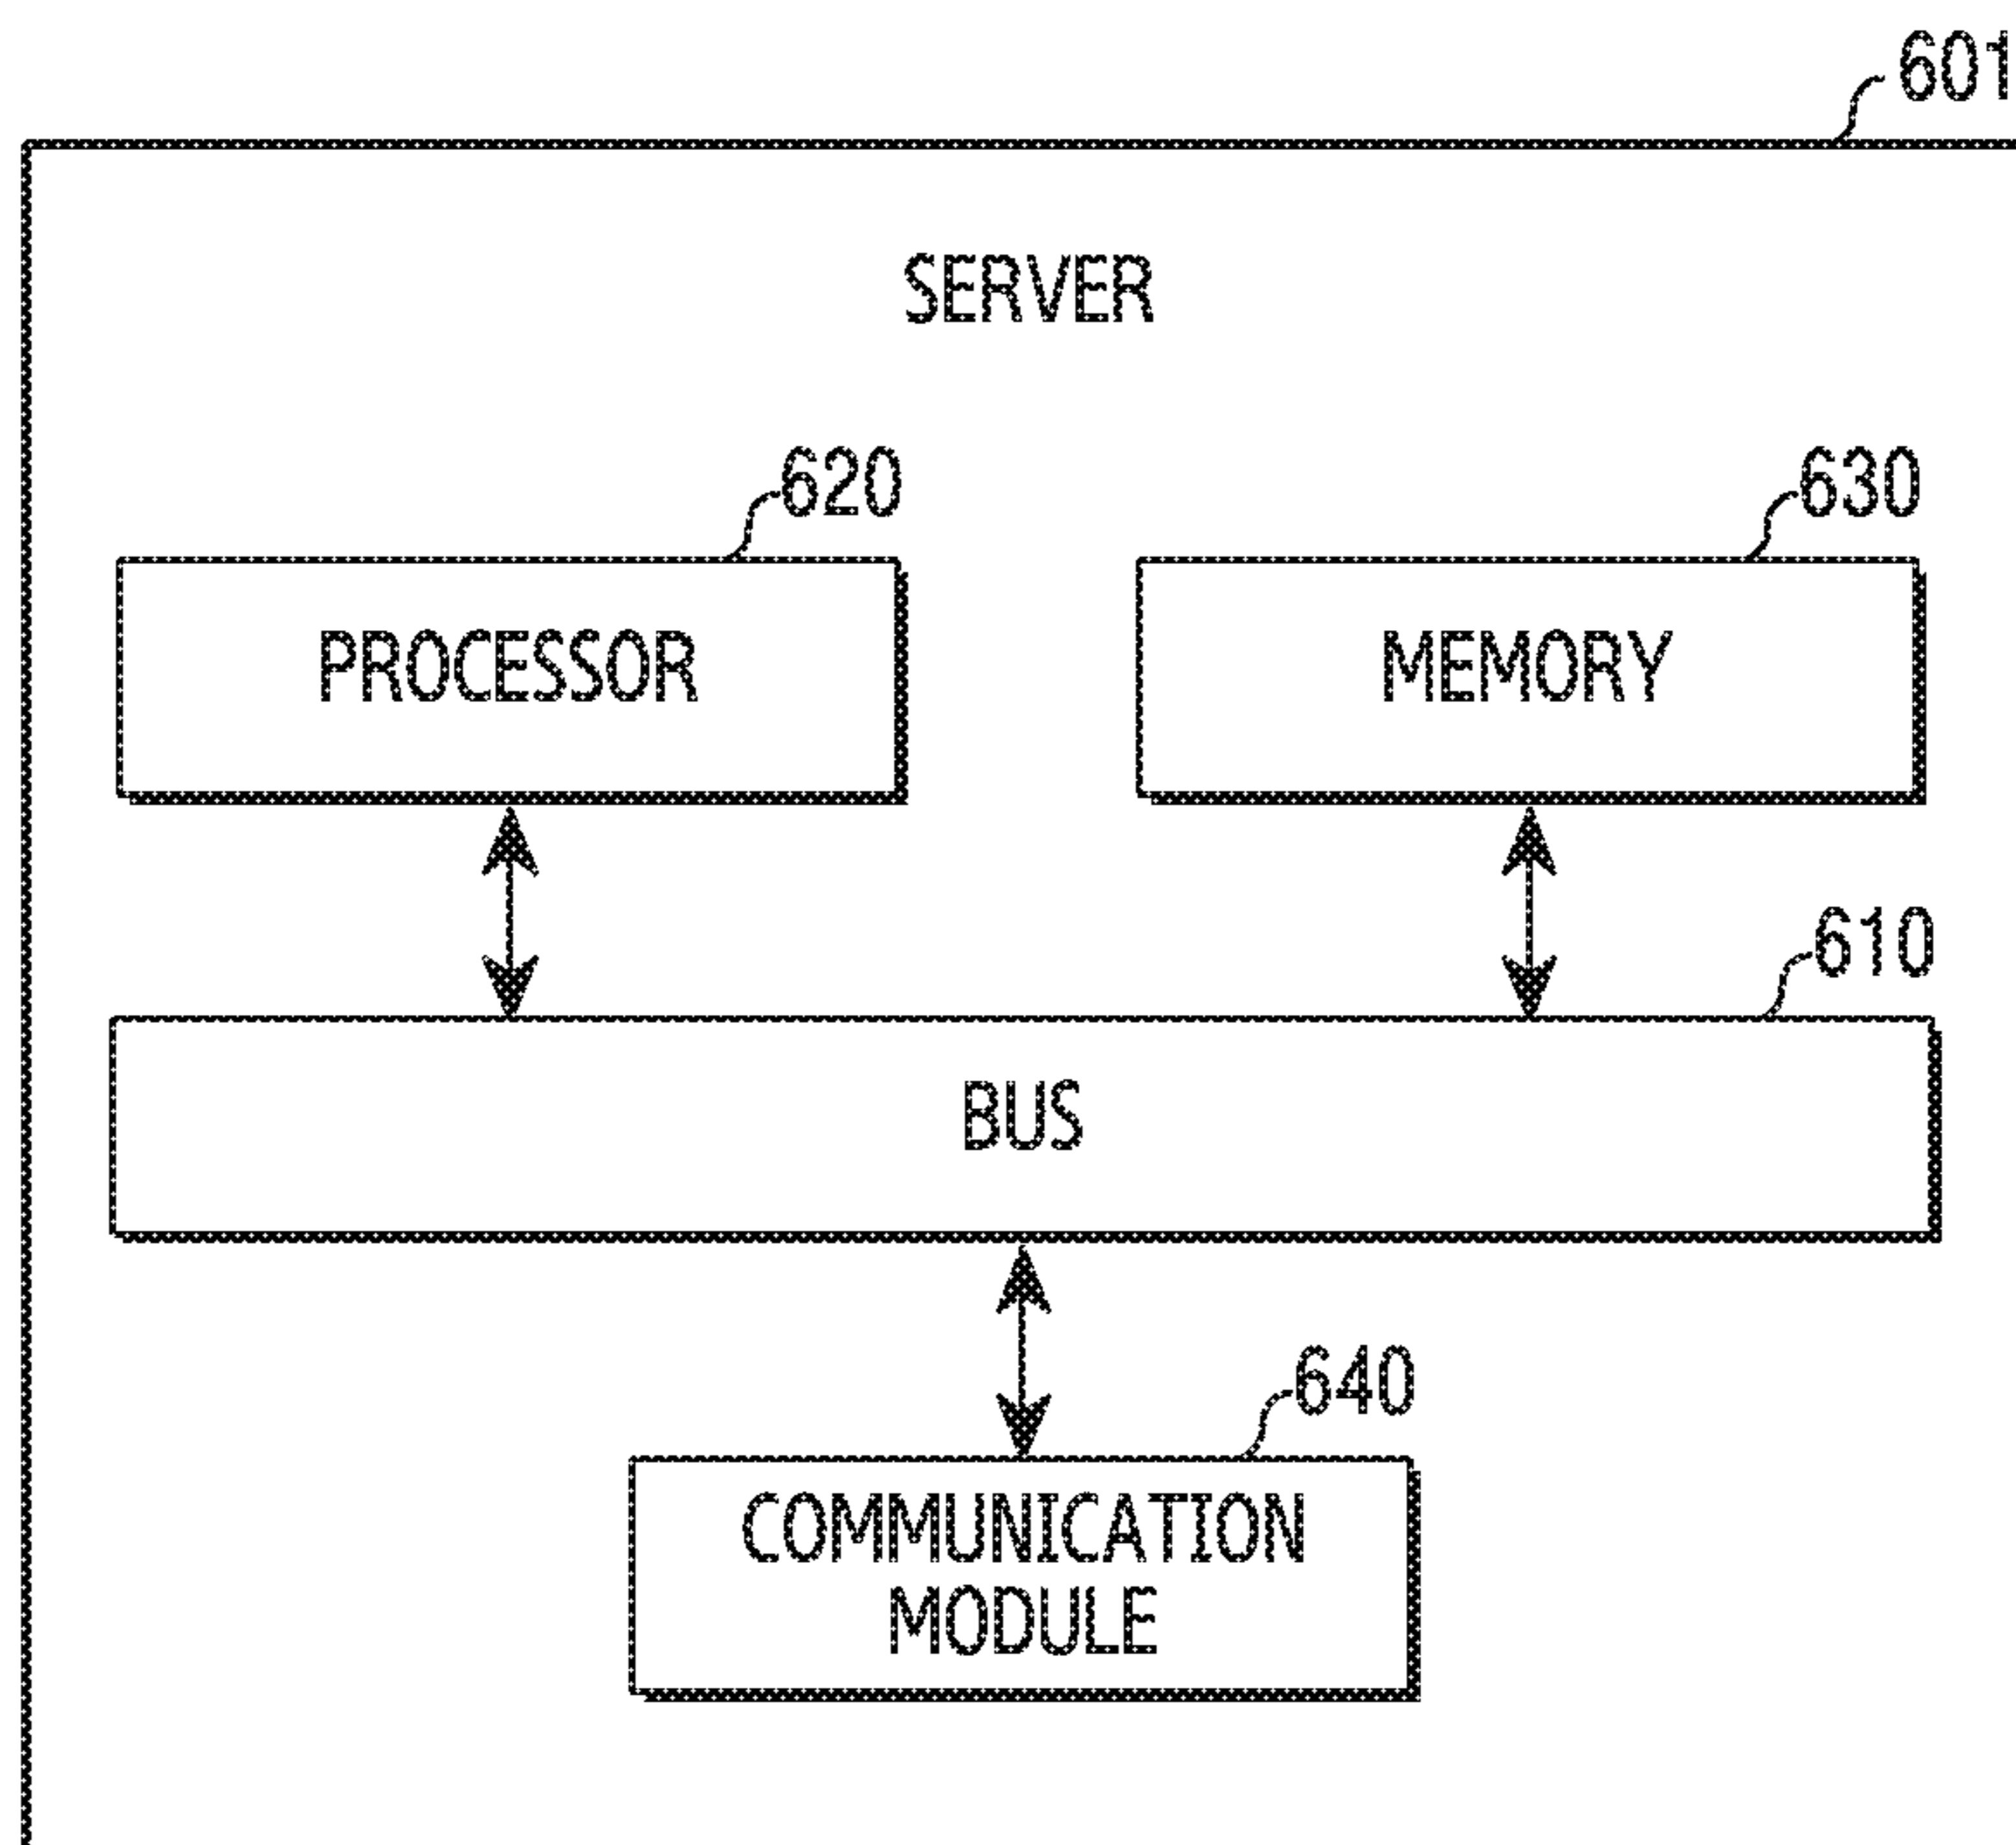 601
SERVER
620
630
PROCESSOR
MEMORY
610
BUS
640
COMMUNICATION
MODULE